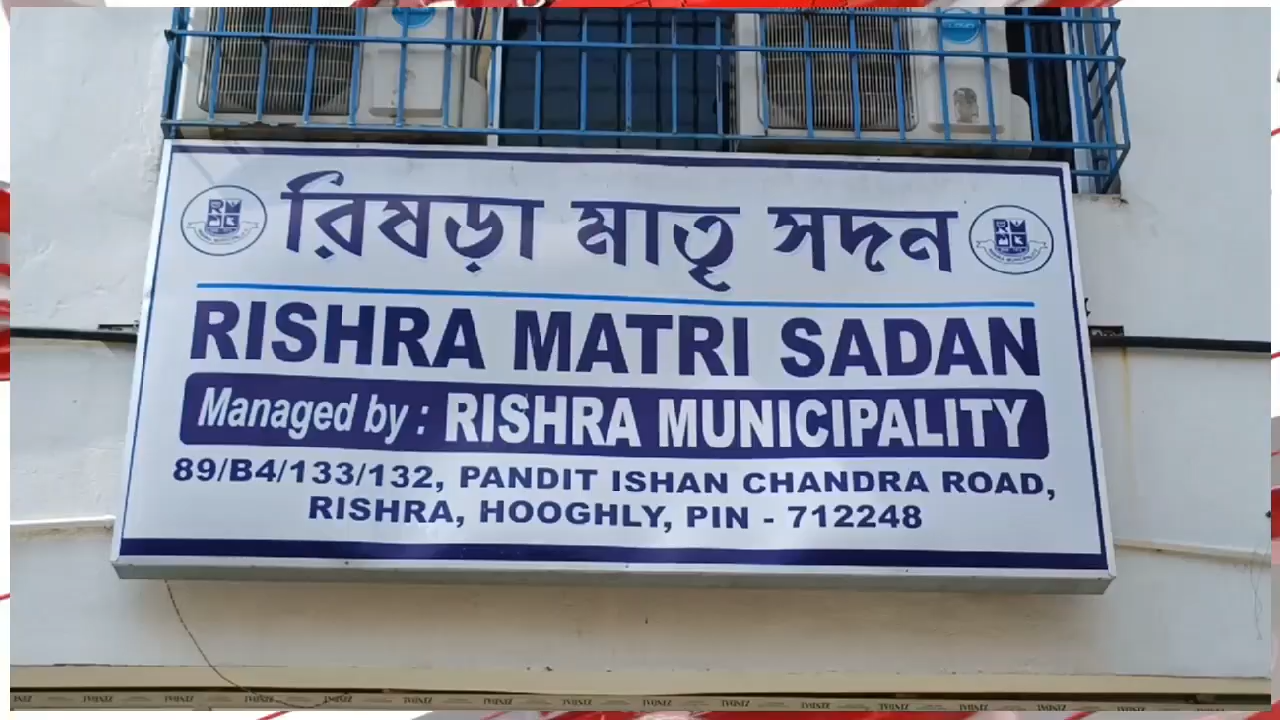 রিষড়া মাতৃ সদন
RISHRA MATRI SADAN
Managed by : RISHRA MUNICIPALITY
89/B4/133/132, PANDIT ISHAN CHANDRA ROAD,
RISHRA, HOOGHLY, PIN - 712248